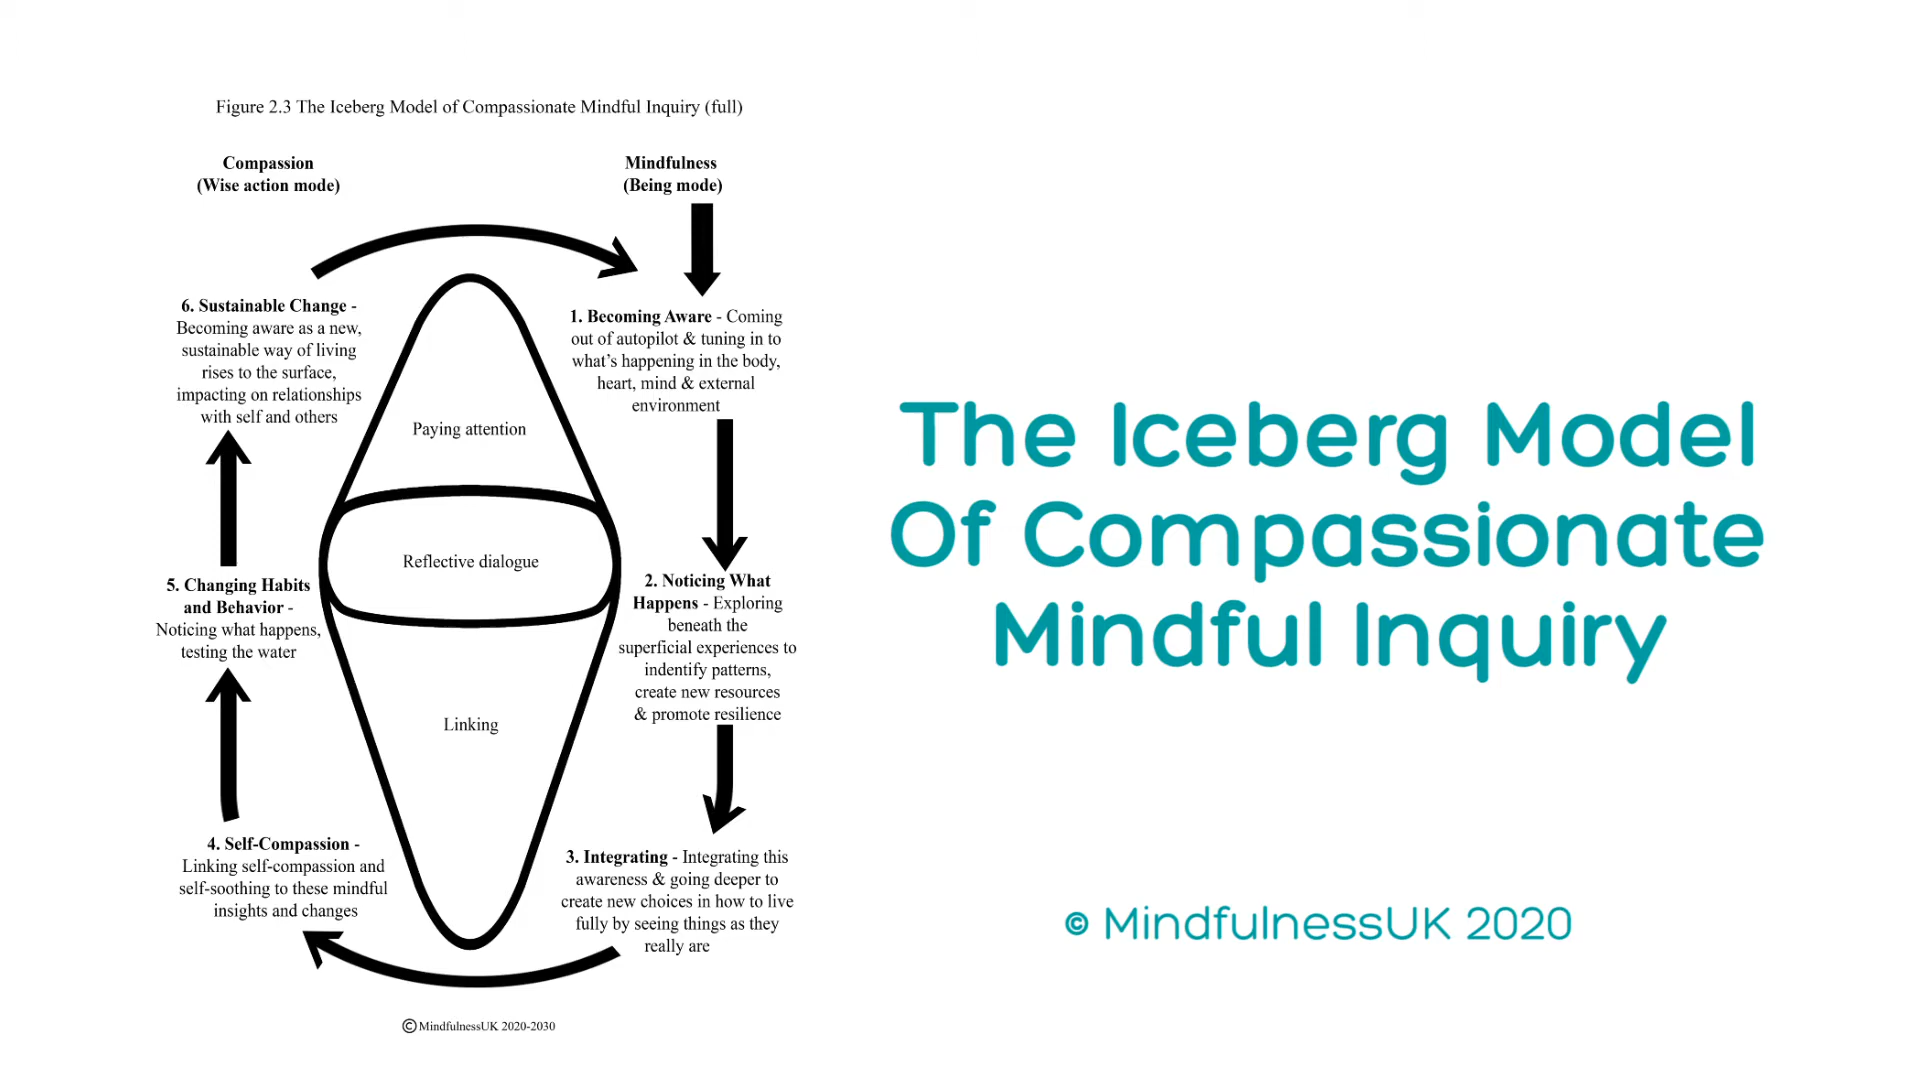 Figure 2.3 The Iceberg Model of Compassionate Mindful Inquiry (full)
Compassion
(Wise action mode)
Mindfulness
(Being mode)
1. Becoming Aware - Coming
out of autopilot & tuning in to
what's happening in the body,
heart, mind & external
environment
2. Noticing What
Happens - Exploring
beneath the
superficial experiences to
indentify patterns,
create new resources
& promote resilience
3. Integrating - Integrating this
awareness & going deeper to
create new choices in how to live
fully by seeing things as they
really are
4. Self-Compassion -
Linking self-compassion and
self-soothing to these mindful
insights and changes
5. Changing Habits
and Behavior -
Noticing what happens,
testing the water
6. Sustainable Change -
Becoming aware as a new,
sustainable way of living
rises to the surface,
impacting on relationships
with self and others
Paying attention
Reflective dialogue
Linking
© MindfulnessUK 2020-2030
The Iceberg Model
Of Compassionate
Mindful Inquiry
© MindfulnessUK 2020